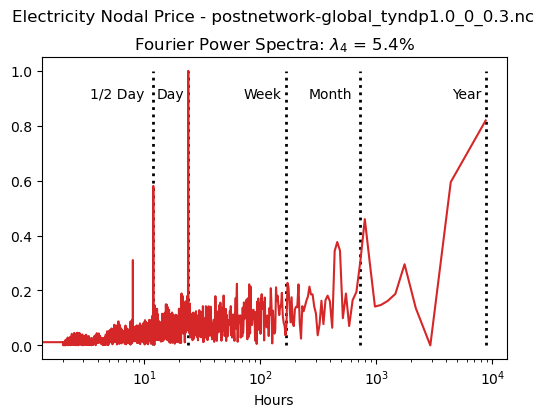 Electricity Nodal Price - postnetwork-global_tyndp1.0_0_0.3.nc
Fourier Power Spectra: λ₄ = 5.4%
1/2 Day Day Week Month Year
1.0
0.8
0.6
0.4
0.2
0.0
10¹ 10² 10³ 10⁴
Hours